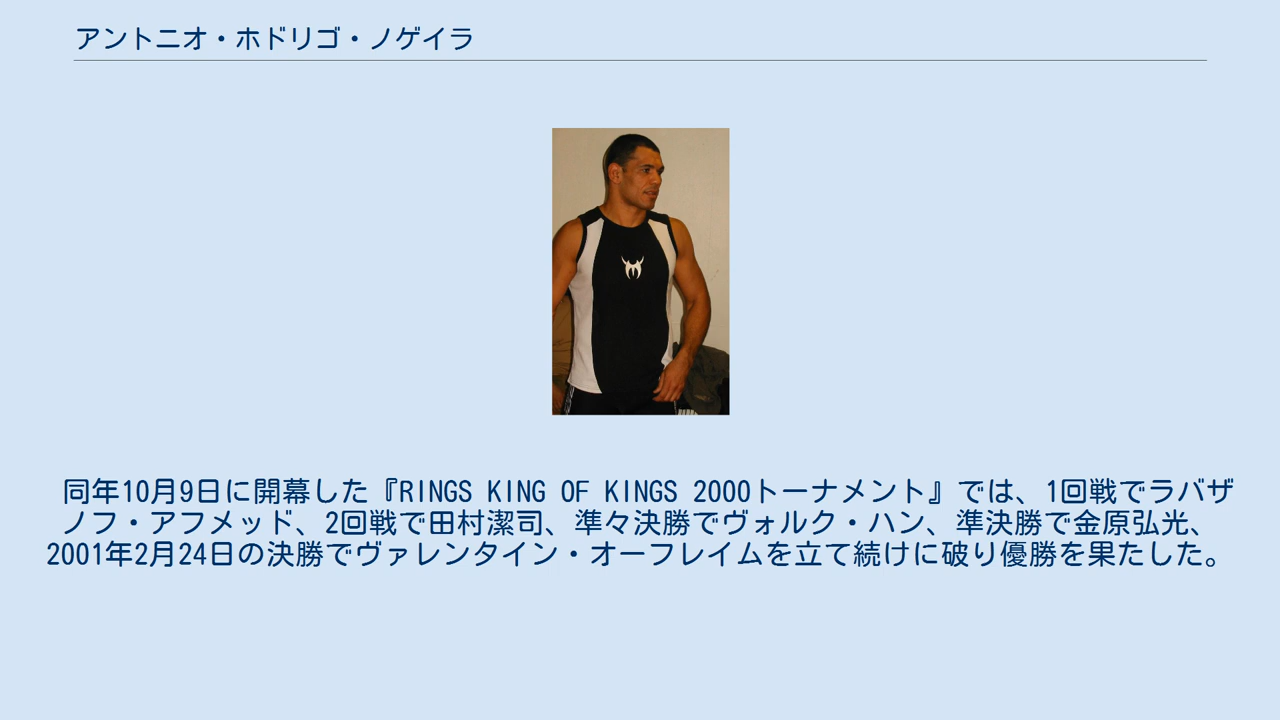 アントニオ・ホドリゴ・ノゲイラ
同年10月9日に開幕した『RINGS KING OF KINGS 2000トーナメント』では、1回戦でラバザ
ノフ・アフメッド、2回戦で田村潔司、準々決勝でヴォルク・ハン、準決勝で金原弘光、
2001年2月24日の決勝でヴァレンタイン・オーフレイムを立て続けに破り優勝を果たした。